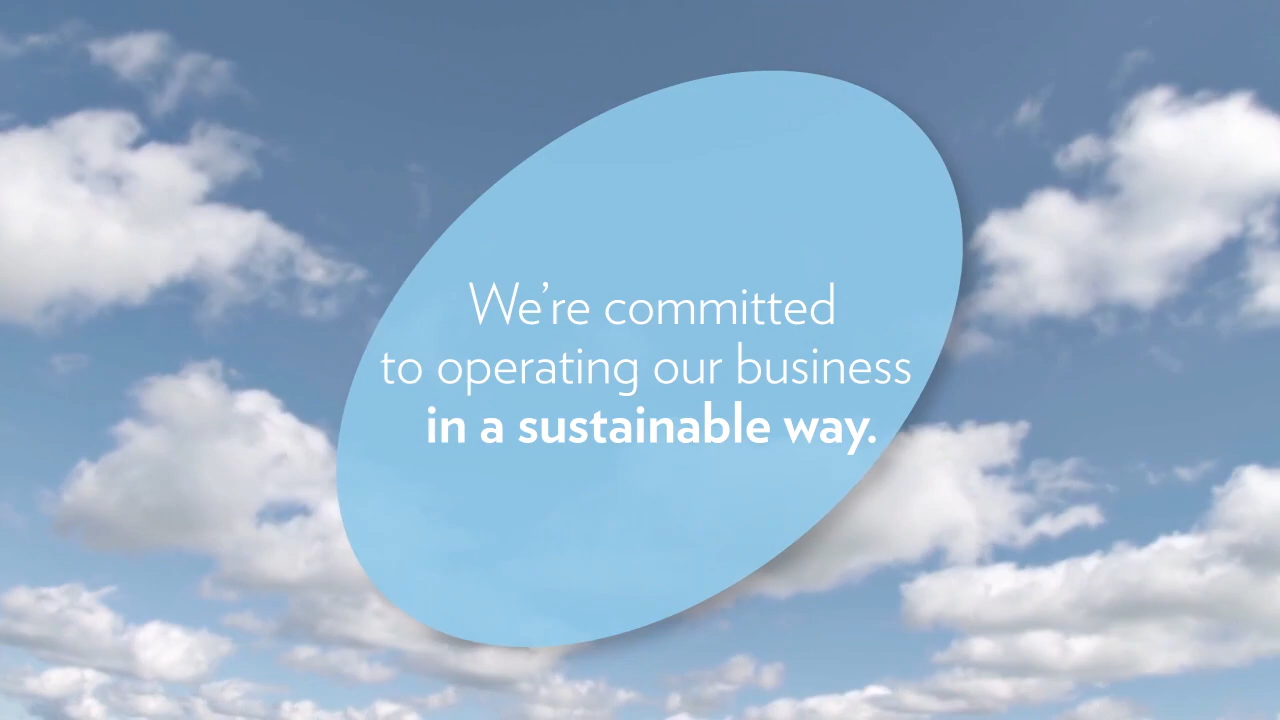 We’re committed
to operating our business
in a sustainable way.